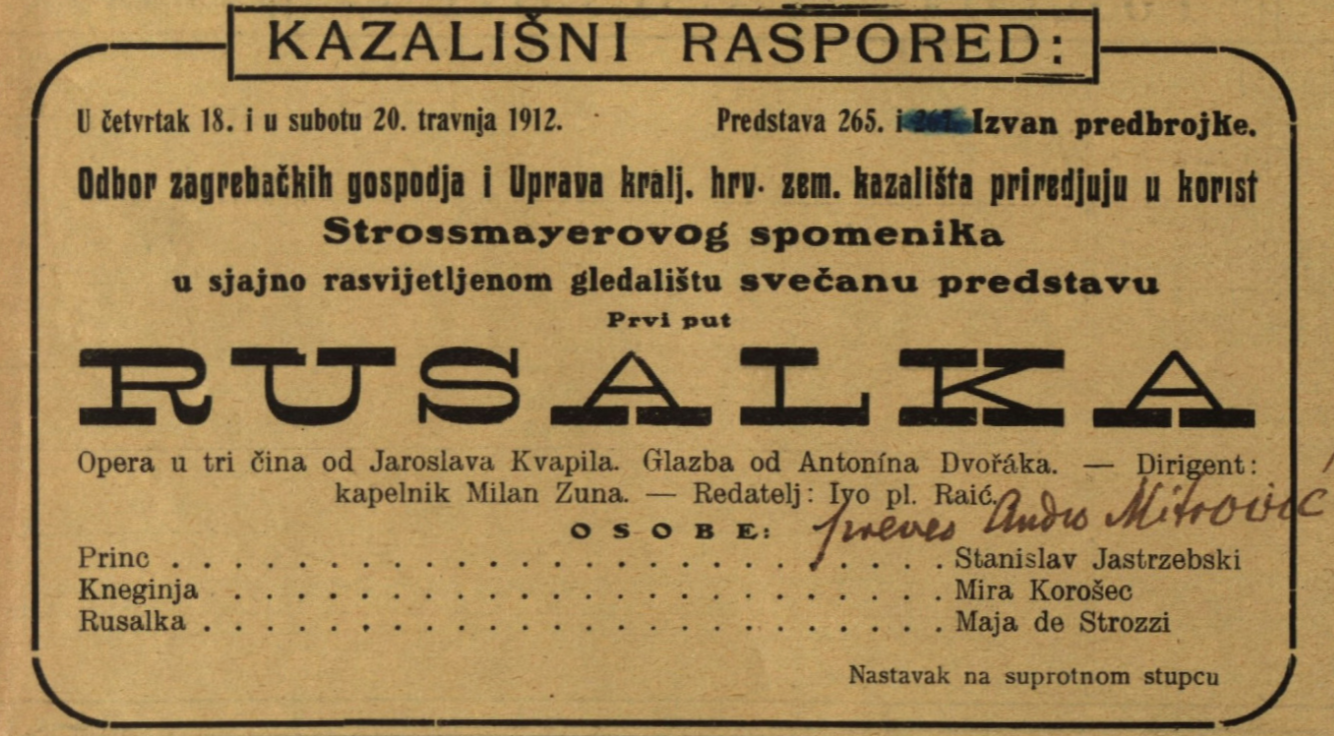 KAZALIŠNI RASPORED:
U četvrtak 18. i u subotu 20. travnja 1912. Predstava 265. i 267. Izvan predbrojke.
Odbor zagrebačkih gospodja i Uprava kralj. hrv. zem. kazališta priredjuju u korist
Strossmayerovog spomenika
u sjajno rasvijetljenom gledalištu svečanu predstavu
Prvi put
RUSALKA
Opera u tri čina od Jaroslava Kvapila. Glazba od Antonína Dvořáka. — Dirigent:
kapelnik Milan Zuna. — Redatelj: Ivo pl. Raić.
preveo Andro Mitrović
OSOBE:
Princ . . . . . . . . . . . . . . . . . . . . . . . . . . Stanislav Jastrzebski
Kneginja . . . . . . . . . . . . . . . . . . . . . . . . Mira Korošec
Rusalka . . . . . . . . . . . . . . . . . . . . . . . . . Maja de Strozzi
Nastavak na suprotnom stupcu